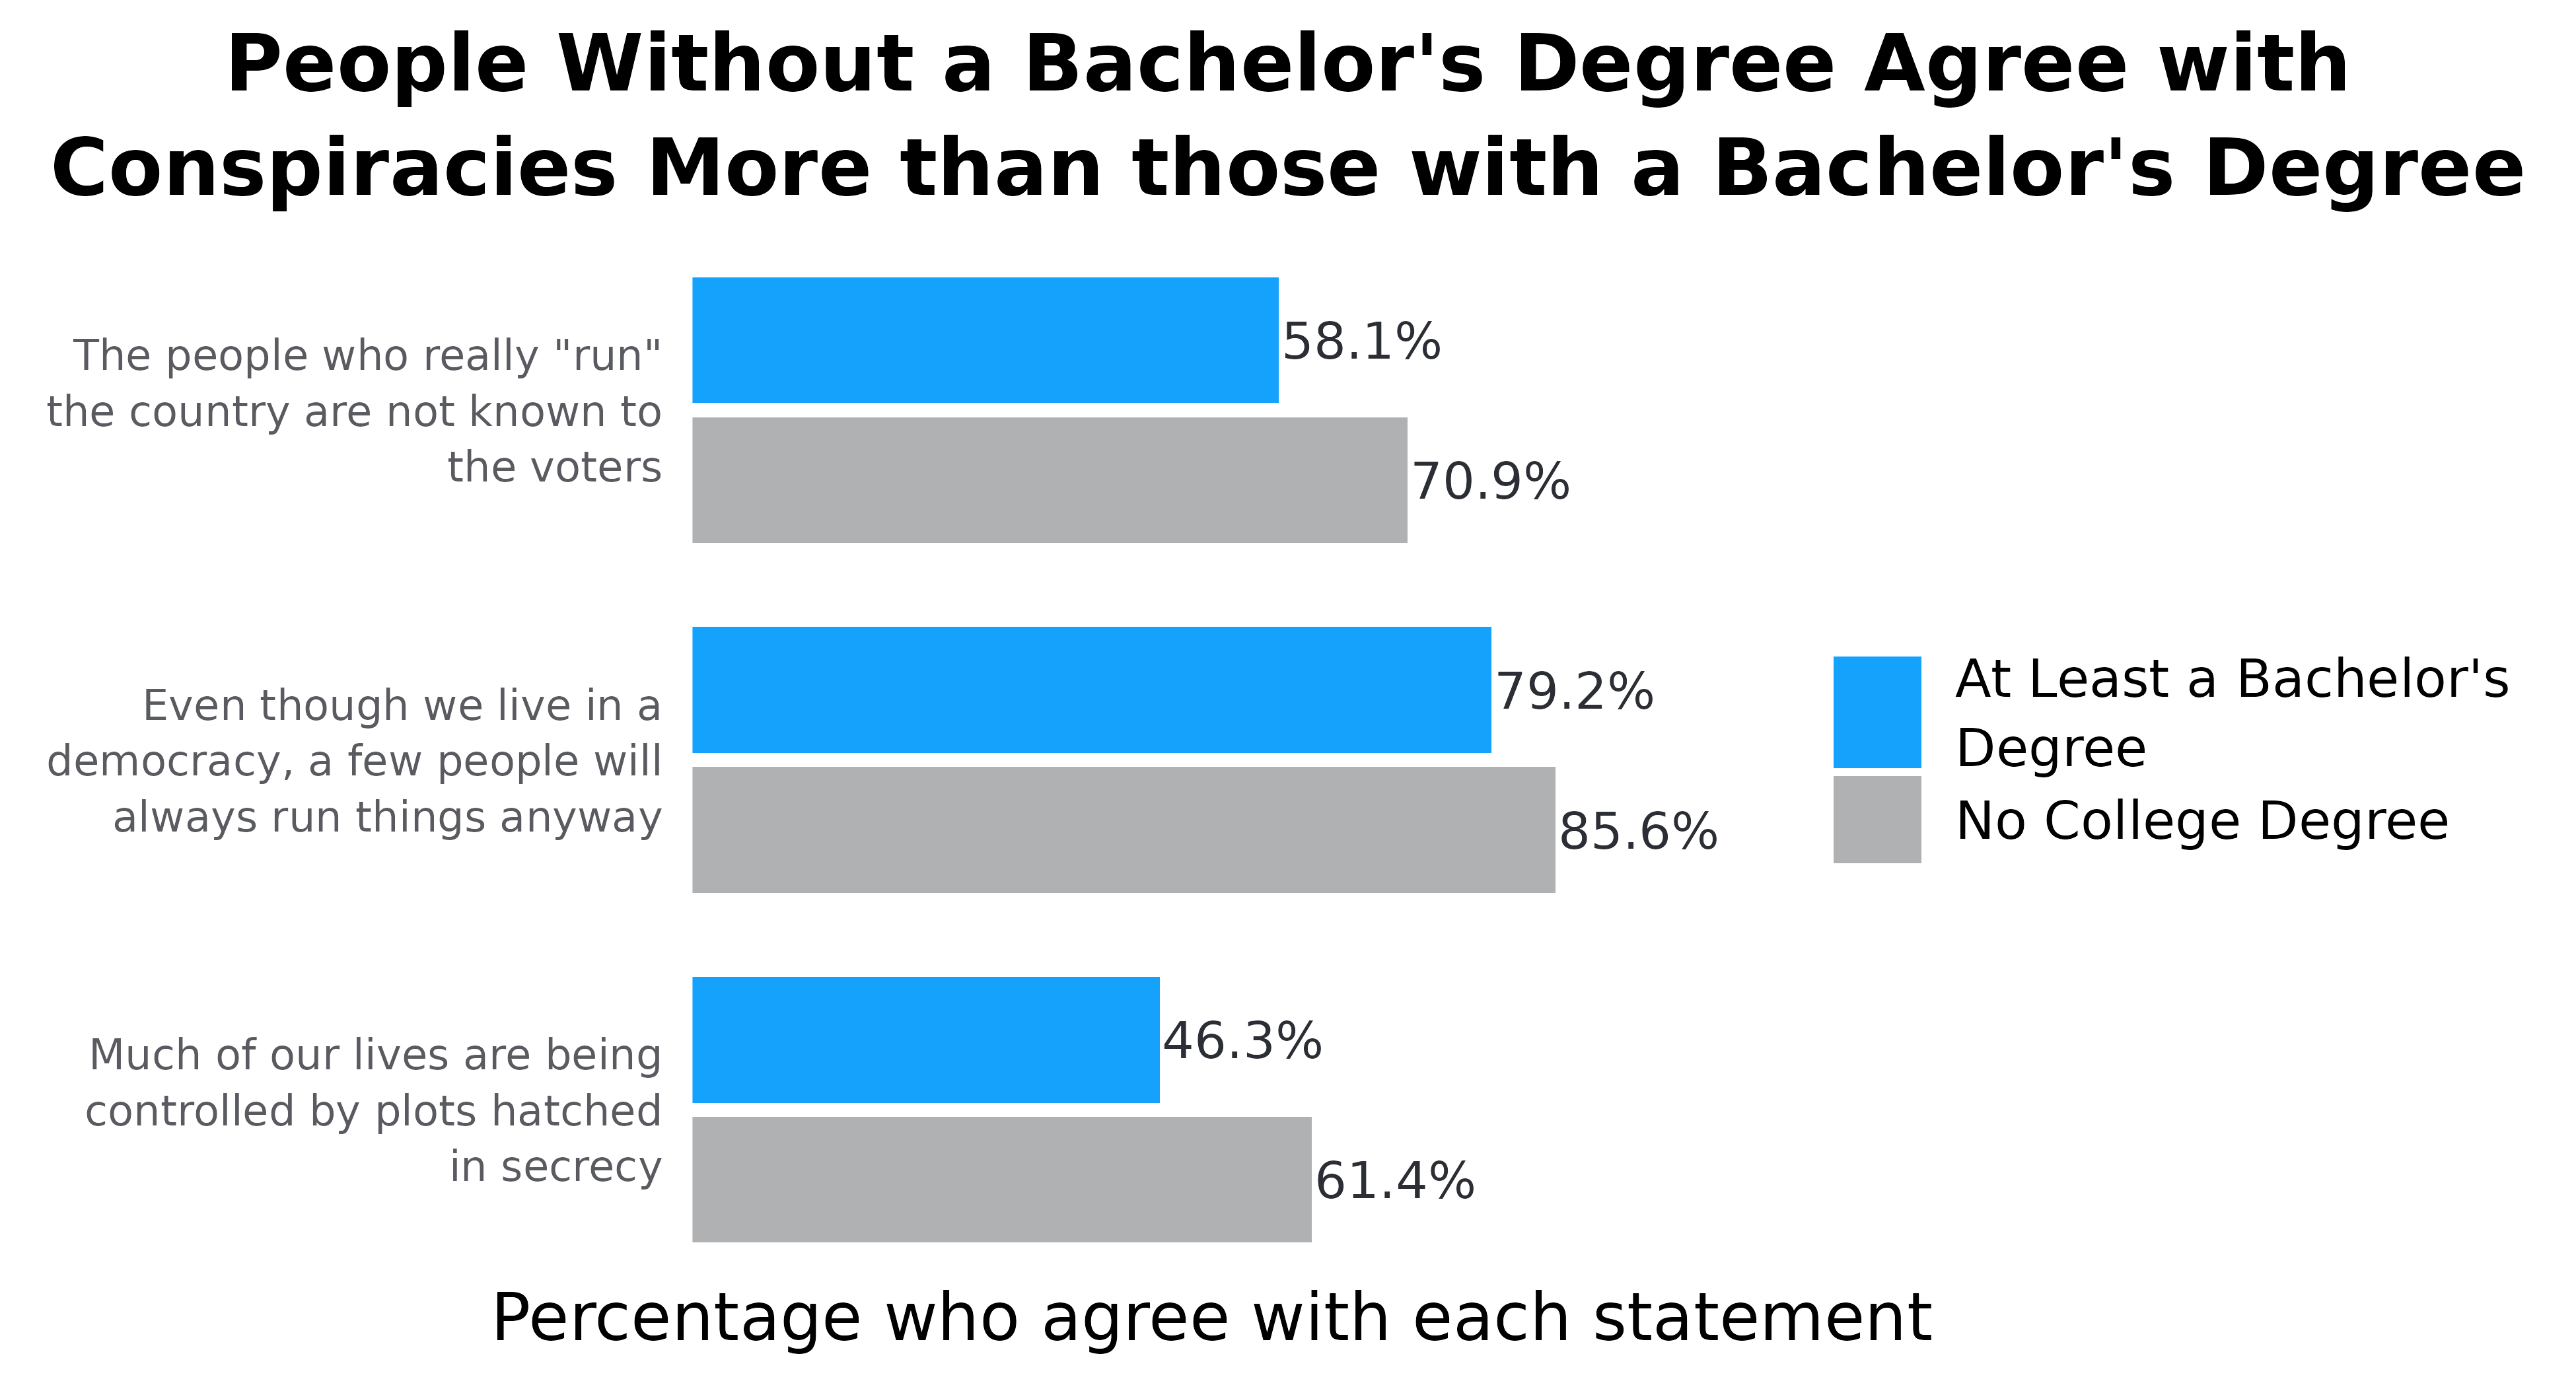 People Without a Bachelor's Degree Agree with
Conspiracies More than those with a Bachelor's Degree
The people who really "run"
the country are not known to
the voters
58.1%
70.9%
Even though we live in a
democracy, a few people will
always run things anyway
79.2%
85.6%
At Least a Bachelor's
Degree
No College Degree
Much of our lives are being
controlled by plots hatched
in secrecy
46.3%
61.4%
Percentage who agree with each statement